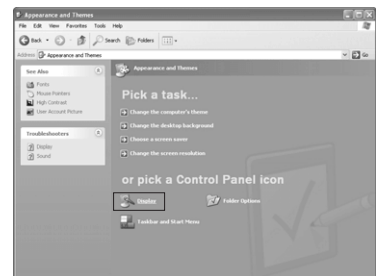 Appearance and Themes
File Edit View Favorites Tools Help
Back Search Folders
Address Appearance and Themes Go
See Also
Fonts
Mouse Pointers
High Contrast
User Account Picture
Troubleshooters
Display
Sound
Appearance and Themes
Pick a task...
Change the computer's theme
Change the desktop background
Choose a screen saver
Change the screen resolution
or pick a Control Panel icon
Display
Folder Options
Taskbar and Start Menu